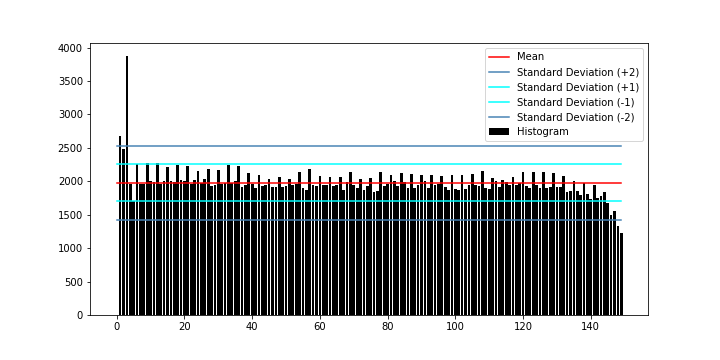 4000
3500
3000
2500
2000
1500
1000
500
0
0 20 40 60 80 100 120 140
Mean
Standard Deviation (+2)
Standard Deviation (+1)
Standard Deviation (-1)
Standard Deviation (-2)
Histogram